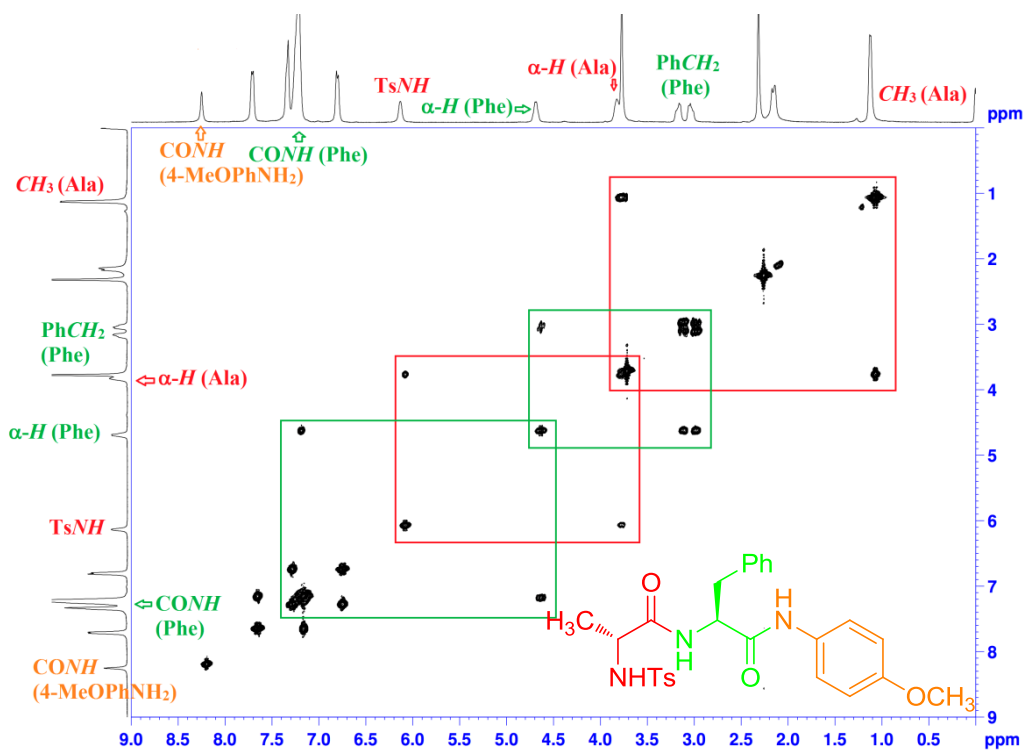 TsNH
α-H (Ala)
PhCH2
(Phe)
α-H (Phe)
CH3 (Ala)
ppm
CONH
(4-MeOPhNH2)
CONH (Phe)
CH3 (Ala)
PhCH2
(Phe)
α-H (Ala)
α-H (Phe)
TsNH
CONH
(Phe)
CONH
(4-MeOPhNH2)
1
2
3
4
5
6
7
8
9
Ph
O
H
N
H3C
N
H
O
NHTs
OCH3
9.0 8.5 8.0 7.5 7.0 6.5 6.0 5.5 5.0 4.5 4.0 3.5 3.0 2.5 2.0 1.5 1.0 0.5 ppm